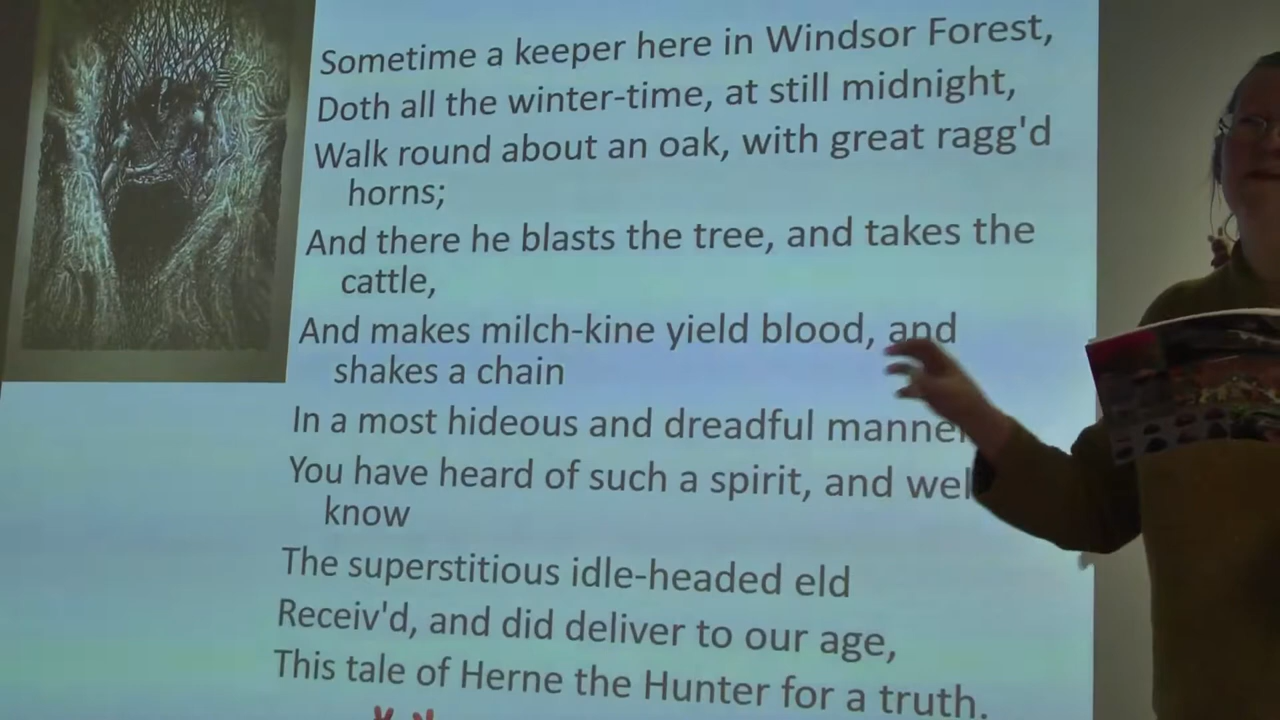 Sometime a keeper here in Windsor Forest,
Doth all the winter-time, at still midnight,
Walk round about an oak, with great ragg'd
horns;
And there he blasts the tree, and takes the
cattle,
And makes milch-kine yield blood, and
shakes a chain
In a most hideous and dreadful manner
You have heard of such a spirit, and well
know
The superstitious idle-headed eld
Receiv'd, and did deliver to our age,
This tale of Herne the Hunter for a truth.